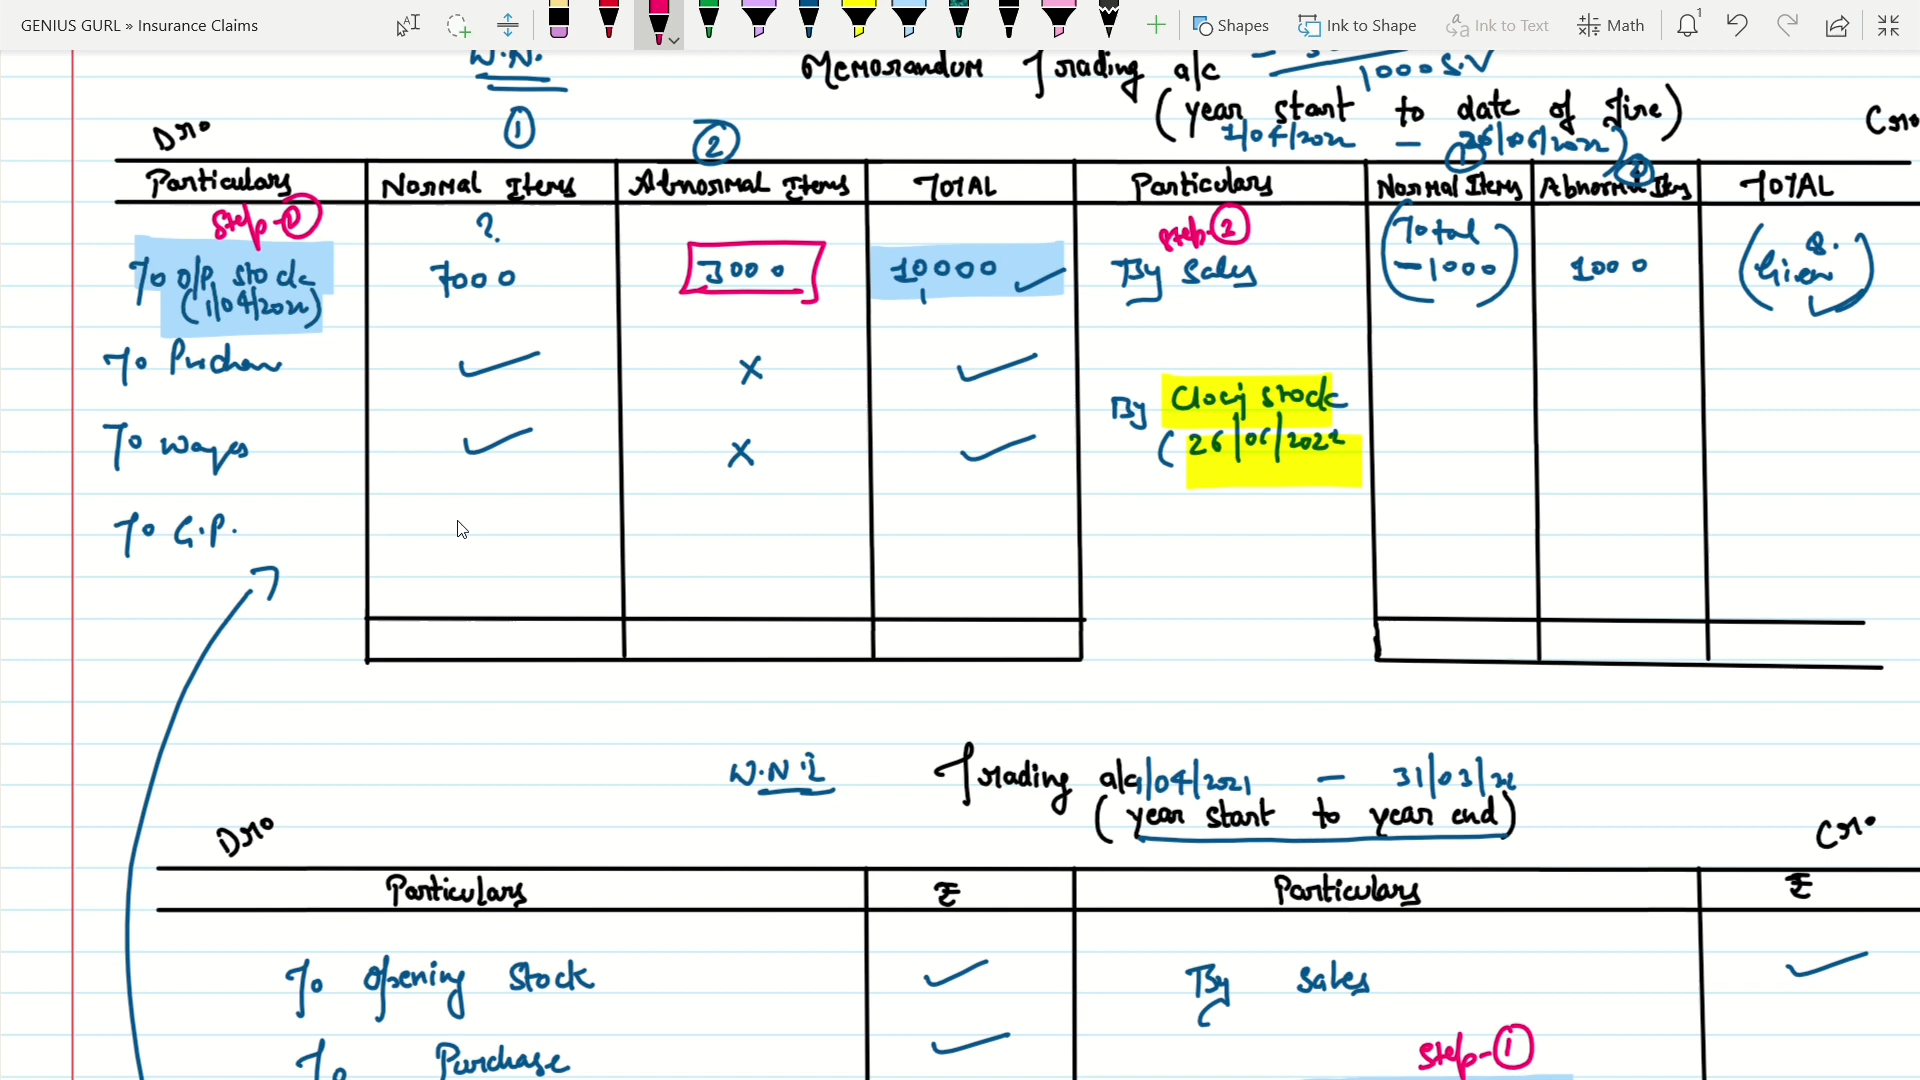 GENIUS GURL » Insurance Claims
Shapes
Ink to Shape
Ink to Text
Math
1
W.N.
Memorandum Trading a/c
1000 S.V
(year start to date of fire)
1/04/2022 – 26/06/2022)
Dr.
①
②
Cr.
① ②
Particulars Normal Items Abnormal Items TOTAL Particulars Normal Items Abnormal Items TOTAL
Step-
?
Step-②
To O/P stock 7000 3000 10000 By Sales (Total -1000) 1000 (Q. Given)
(1/04/2022)
To Purchase
By Closing stock
To Wages
(26/06/2022
To G.P.
W.N.1 Trading a/c 1/04/2021 – 31/03/22
(year start to year end)
Dr.
Cr.
Particulars ₹ Particulars ₹
To Opening Stock By Sales
To Purchase
Step-①